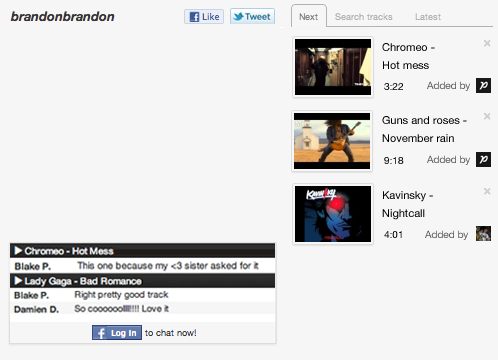 brandonbrandon
Like
Tweet
Next
Search tracks
Latest
Chromeo -
Hot mess
3:22
Added by
Guns and roses -
November rain
9:18
Added by
Kavinsky
Kavinsky -
Nightcall
4:01
Added by
Chromeo - Hot Mess
Blake P. This one because my <3 sister asked for it
Lady Gaga - Bad Romance
Blake P. Right pretty good track
Damien D. So cooooooolll!!!! Love it
Log In to chat now!